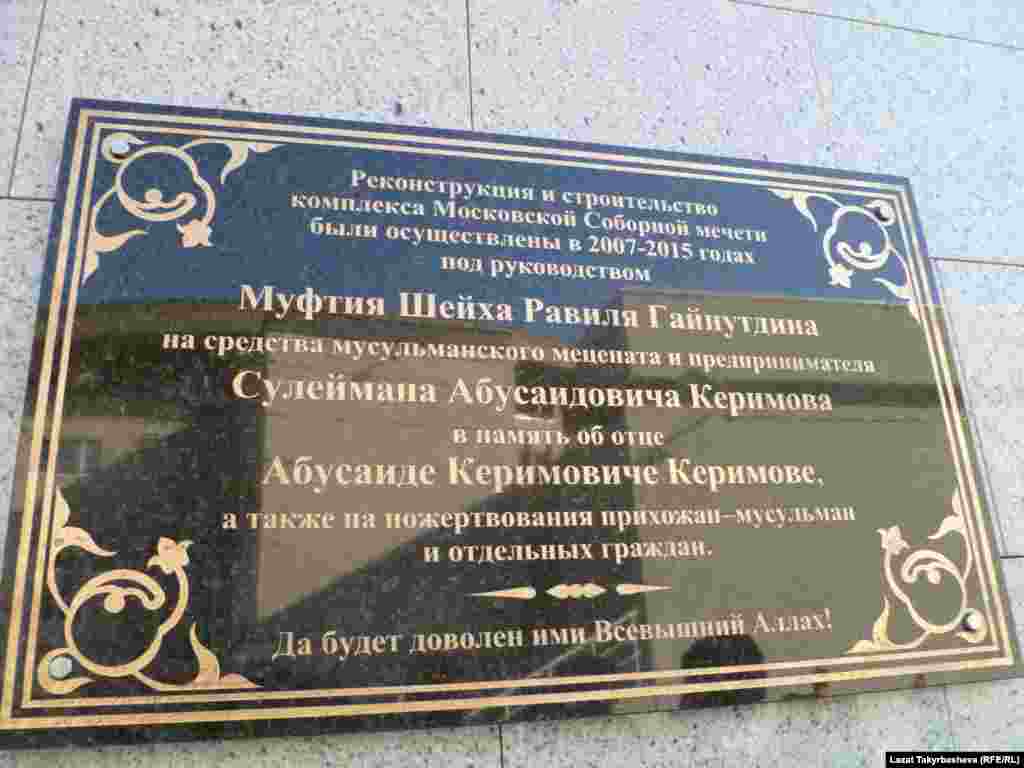 Реконструкция и строительство
комплекса Московской Соборной мечети
были осуществлены в 2007-2015 годах
под руководством
Муфтия Шейха Равиля Гайнутдина
на средства мусульманского мецената и предпринимателя
Сулеймана Абусаидовича Керимова
в память об отце
Абусаиде Керимовиче Керимове,
а также на пожертвования прихожан–мусульман
и отдельных граждан.
Да будет доволен ими Всевышний Аллах!
Lazat Takyrbasheva (RFE/RL)